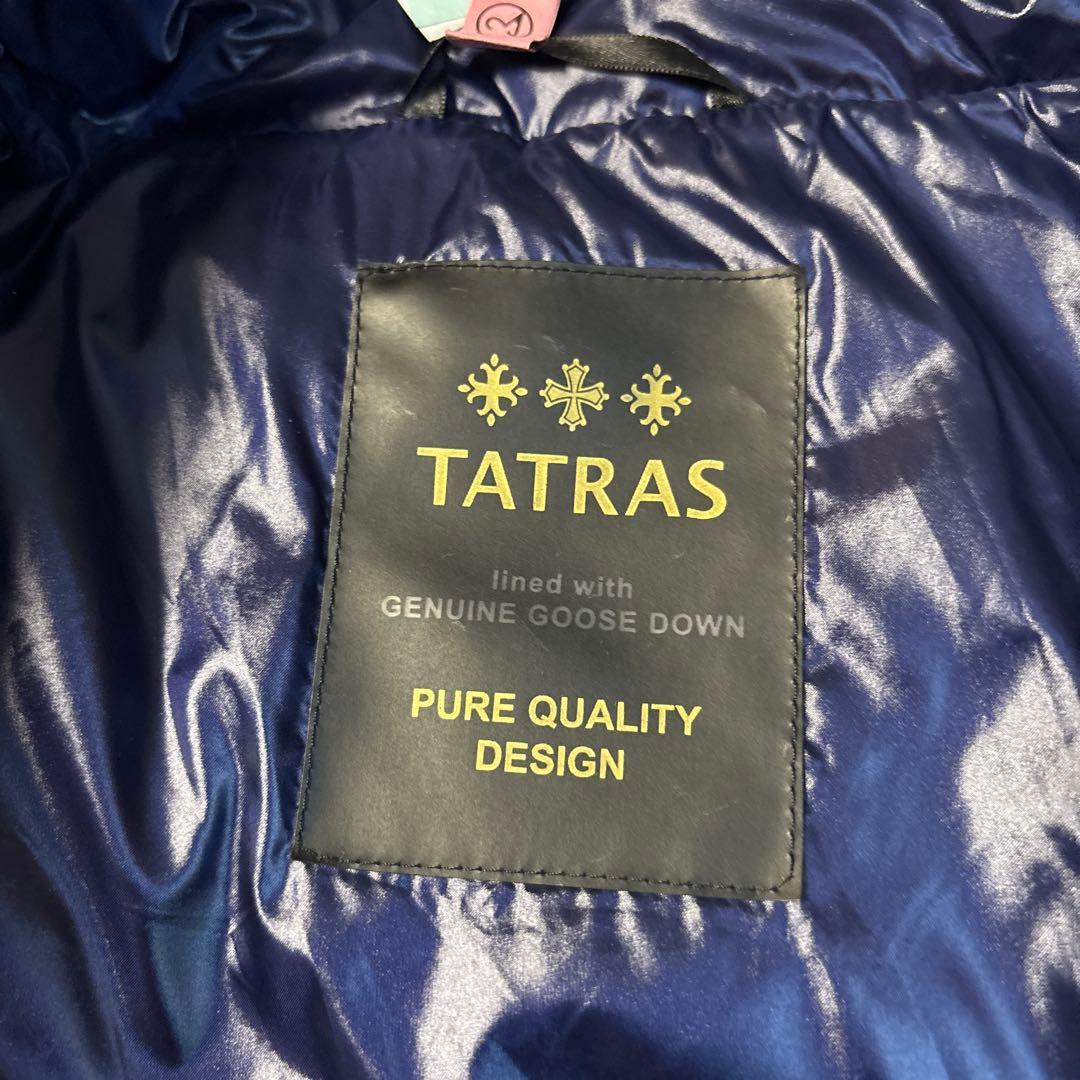 TATRAS
lined with
GENUINE GOOSE DOWN
PURE QUALITY
DESIGN